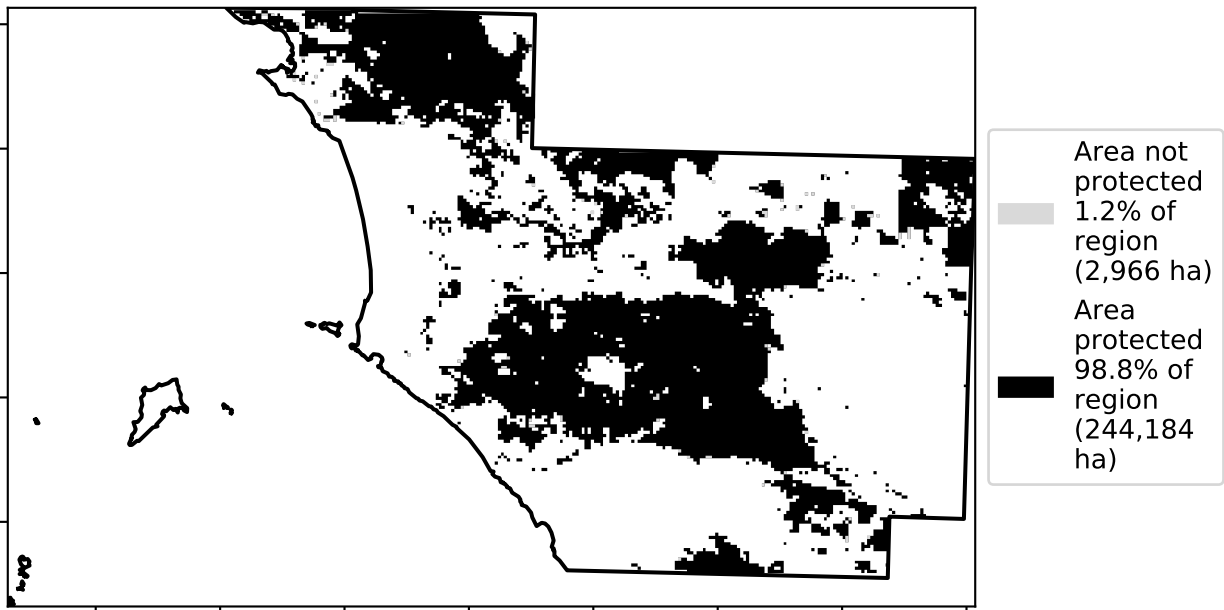 Area not
protected
1.2% of
region
(2,966 ha)
Area
protected
98.8% of
region
(244,184
ha)